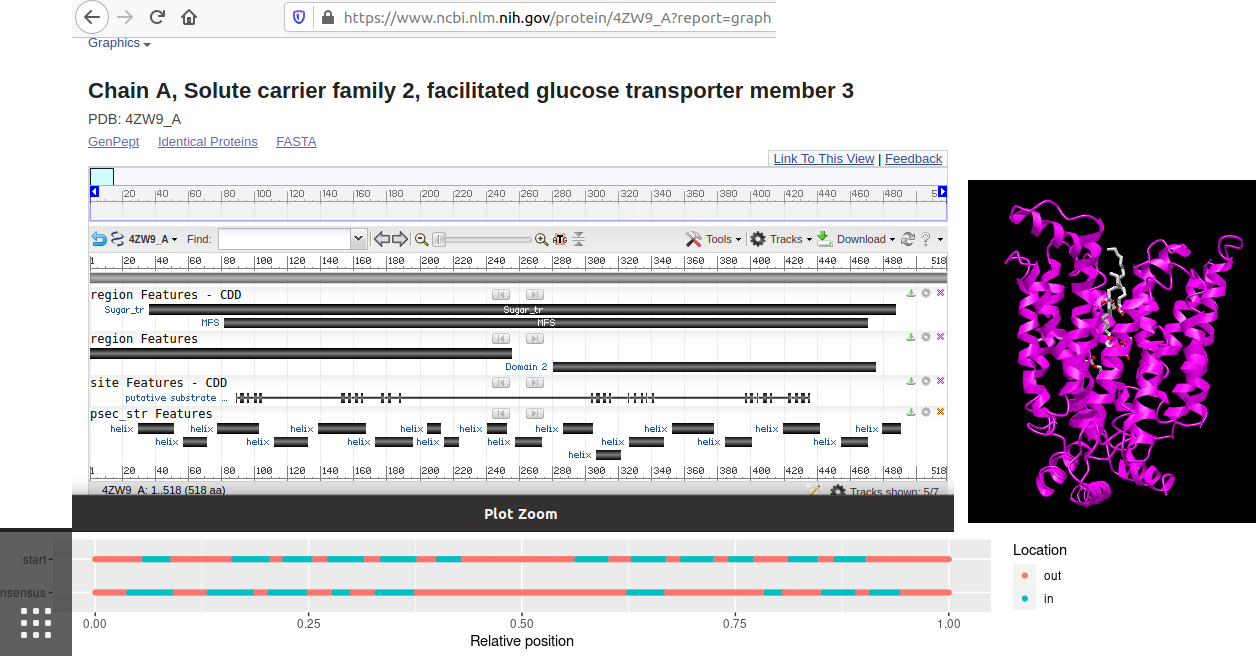 https://www.ncbi.nlm.nih.gov/protein/4ZW9_A?report=graph
Graphics
Chain A, Solute carrier family 2, facilitated glucose transporter member 3
PDB: 4ZW9_A
GenPept Identical Proteins FASTA
Link To This View | Feedback
20 40 60 80 100 120 140 160 180 200 220 240 260 280 300 320 340 360 380 400 420 440 460 480 5
4ZW9_A Find: ATG Tools Tracks Download ?
1 20 40 60 80 100 120 140 160 180 200 220 240 260 280 300 320 340 360 380 400 420 440 460 480 518
region Features - CDD
Sugar_tr Sugar_tr
MFS MFS
region Features
Domain 2
site Features - CDD
putative substrate ...
psec_str Features
helix helix helix helix helix helix helix helix helix
helix helix helix helix helix helix helix helix
helix
1 20 40 60 80 100 120 140 160 180 200 220 240 260 280 300 320 340 360 380 400 420 440 460 480 518
4ZW9_A: 1..518 (518 aa) Tracks shown: 5/7
Plot Zoom
start
nsensus
0.00 0.25 0.50 0.75 1.00
Relative position
Location
out
in